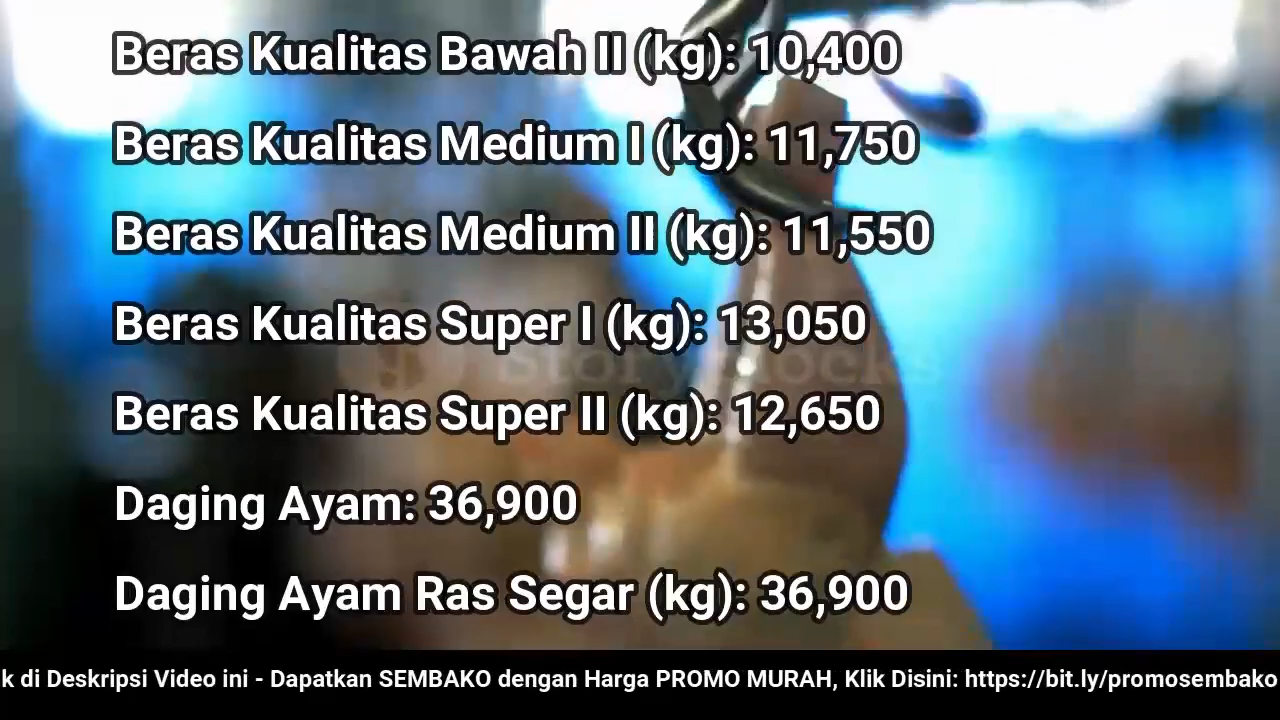 Beras Kualitas Bawah II (kg): 10,400
Beras Kualitas Medium I (kg): 11,750
Beras Kualitas Medium II (kg): 11,550
Beras Kualitas Super I (kg): 13,050
Storyblocks
Beras Kualitas Super II (kg): 12,650
Daging Ayam: 36,900
Daging Ayam Ras Segar (kg): 36,900
k di Deskripsi Video ini - Dapatkan SEMBAKO dengan Harga PROMO MURAH, Klik Disini: https://bit.ly/promosembako